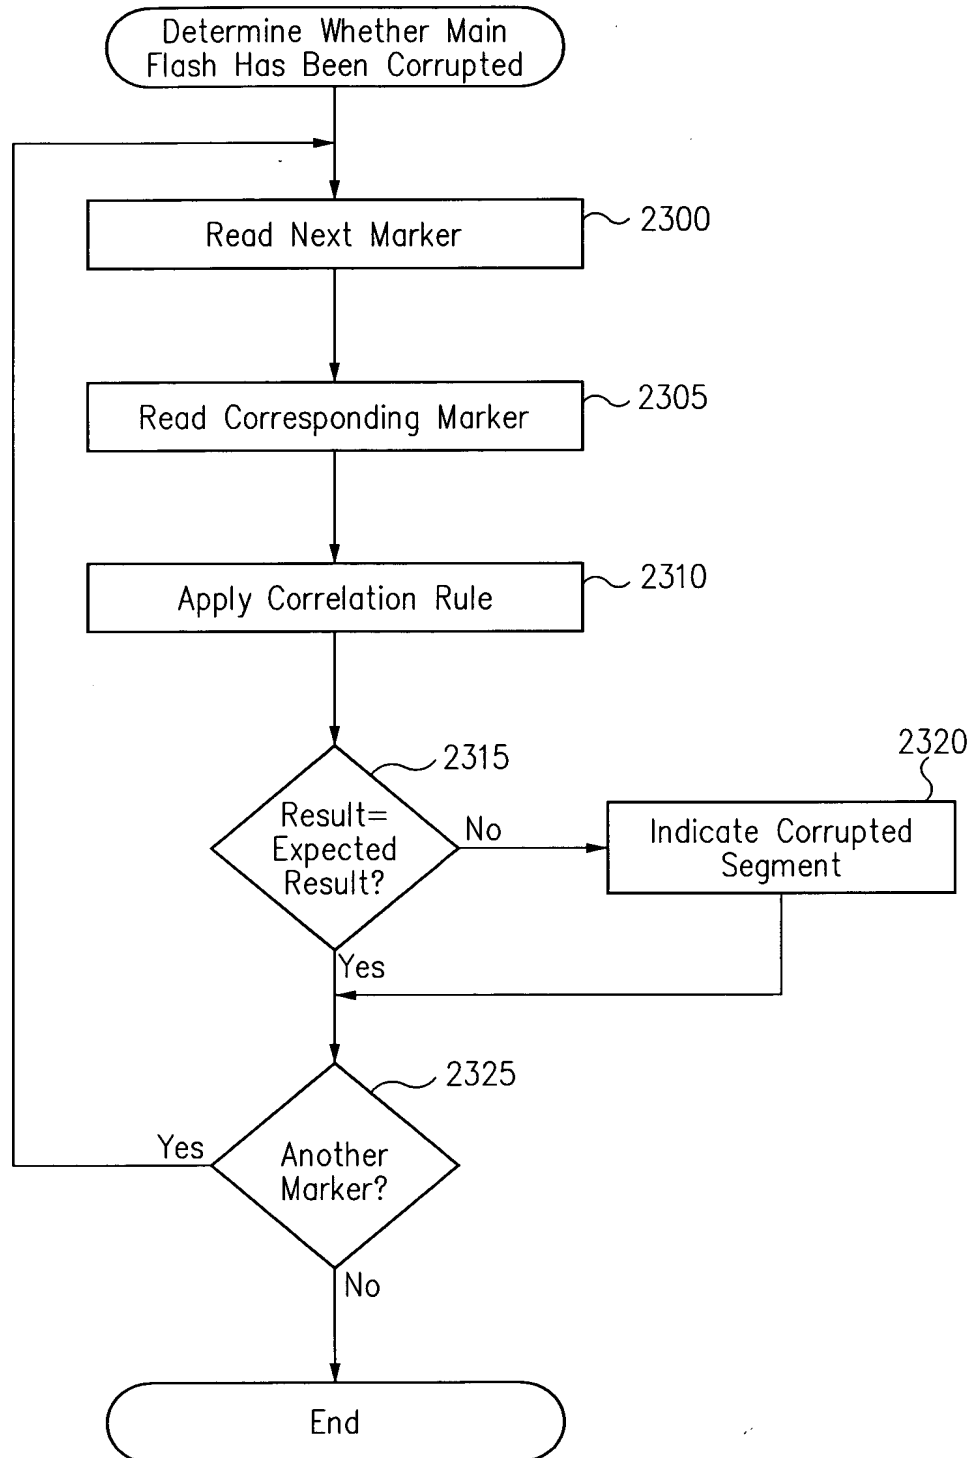 Determine Whether Main
Flash Has Been Corrupted
Read Next Marker
2300
Read Corresponding Marker
2305
Apply Correlation Rule
2310
2315
Result=
Expected
Result?
No
2320
Indicate Corrupted
Segment
Yes
2325
Another
Marker?
Yes
No
End